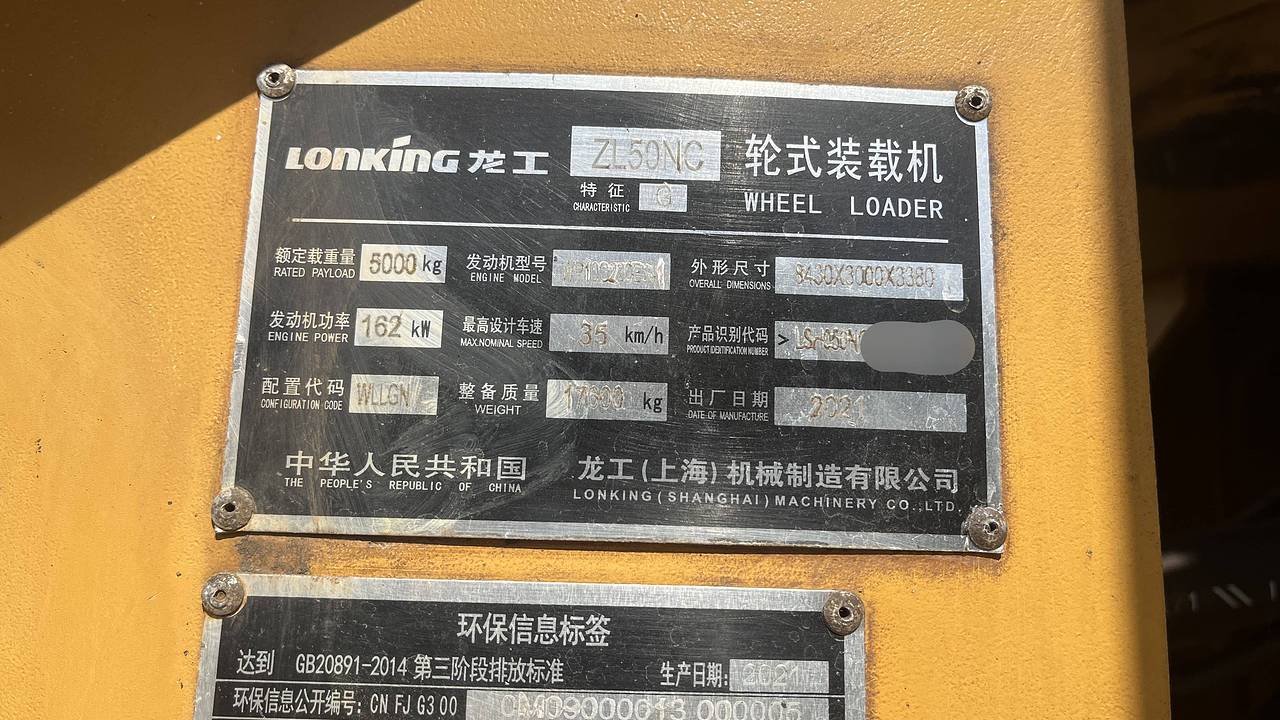 LONKING 龙工 ZL50NC 轮式装载机
特征 G
CHARACTERISTIC WHEEL LOADER
额定载重量 5000 kg 发动机型号 外形尺寸 8430X3000X3380
RATED PAYLOAD ENGINE MODEL OVERALL DIMENSIONS
发动机功率 162 kW 最高设计车速 35 km/h 产品识别代码 >
ENGINE POWER MAX.NOMINAL SPEED PRODUCT IDENTIFICATION NUMBER
配置代码 WLLGN 整备质量 kg 出厂日期 2021
CONFIGURATION CODE WEIGHT DATE OF MANUFACTURE
中华人民共和国 龙工(上海)机械制造有限公司
THE PEOPLE'S REPUBLIC OF CHINA LONKING(SHANGHAI)MACHINERY CO.,LTD.
环保信息标签
达到 GB20891-2014 第三阶段排放标准 生产日期: 2021
环保信息公开编号: CN FJ G3 00